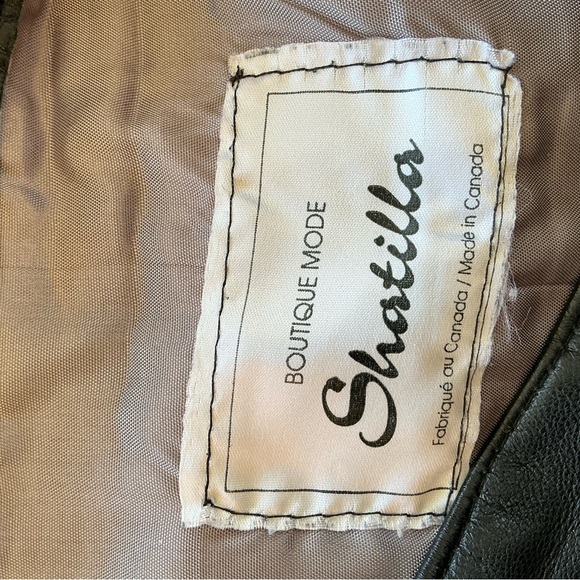 BOUTIQUE MODE
Shatilla
Fabriqué au Canada / Made in Canada